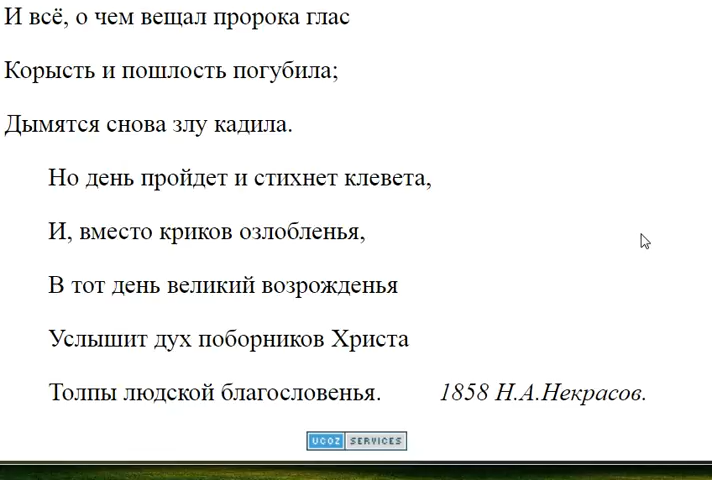 И всё, о чем вещал пророка глас
Корысть и пошлость погубила;
Дымятся снова злу кадила.
Но день пройдет и стихнет клевета,
И, вместо криков озлобленья,
В тот день великий возрожденья
Услышит дух поборников Христа
Толпы людской благословенья. 1858 Н.А.Некрасов.
UCOZ SERVICES